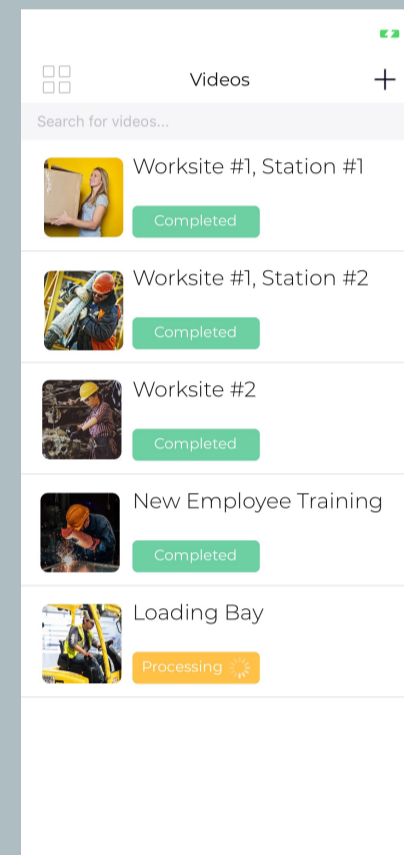 Videos
Search for videos...
Worksite #1, Station #1
Completed
Worksite #1, Station #2
Completed
Worksite #2
Completed
New Employee Training
Completed
Loading Bay
Processing